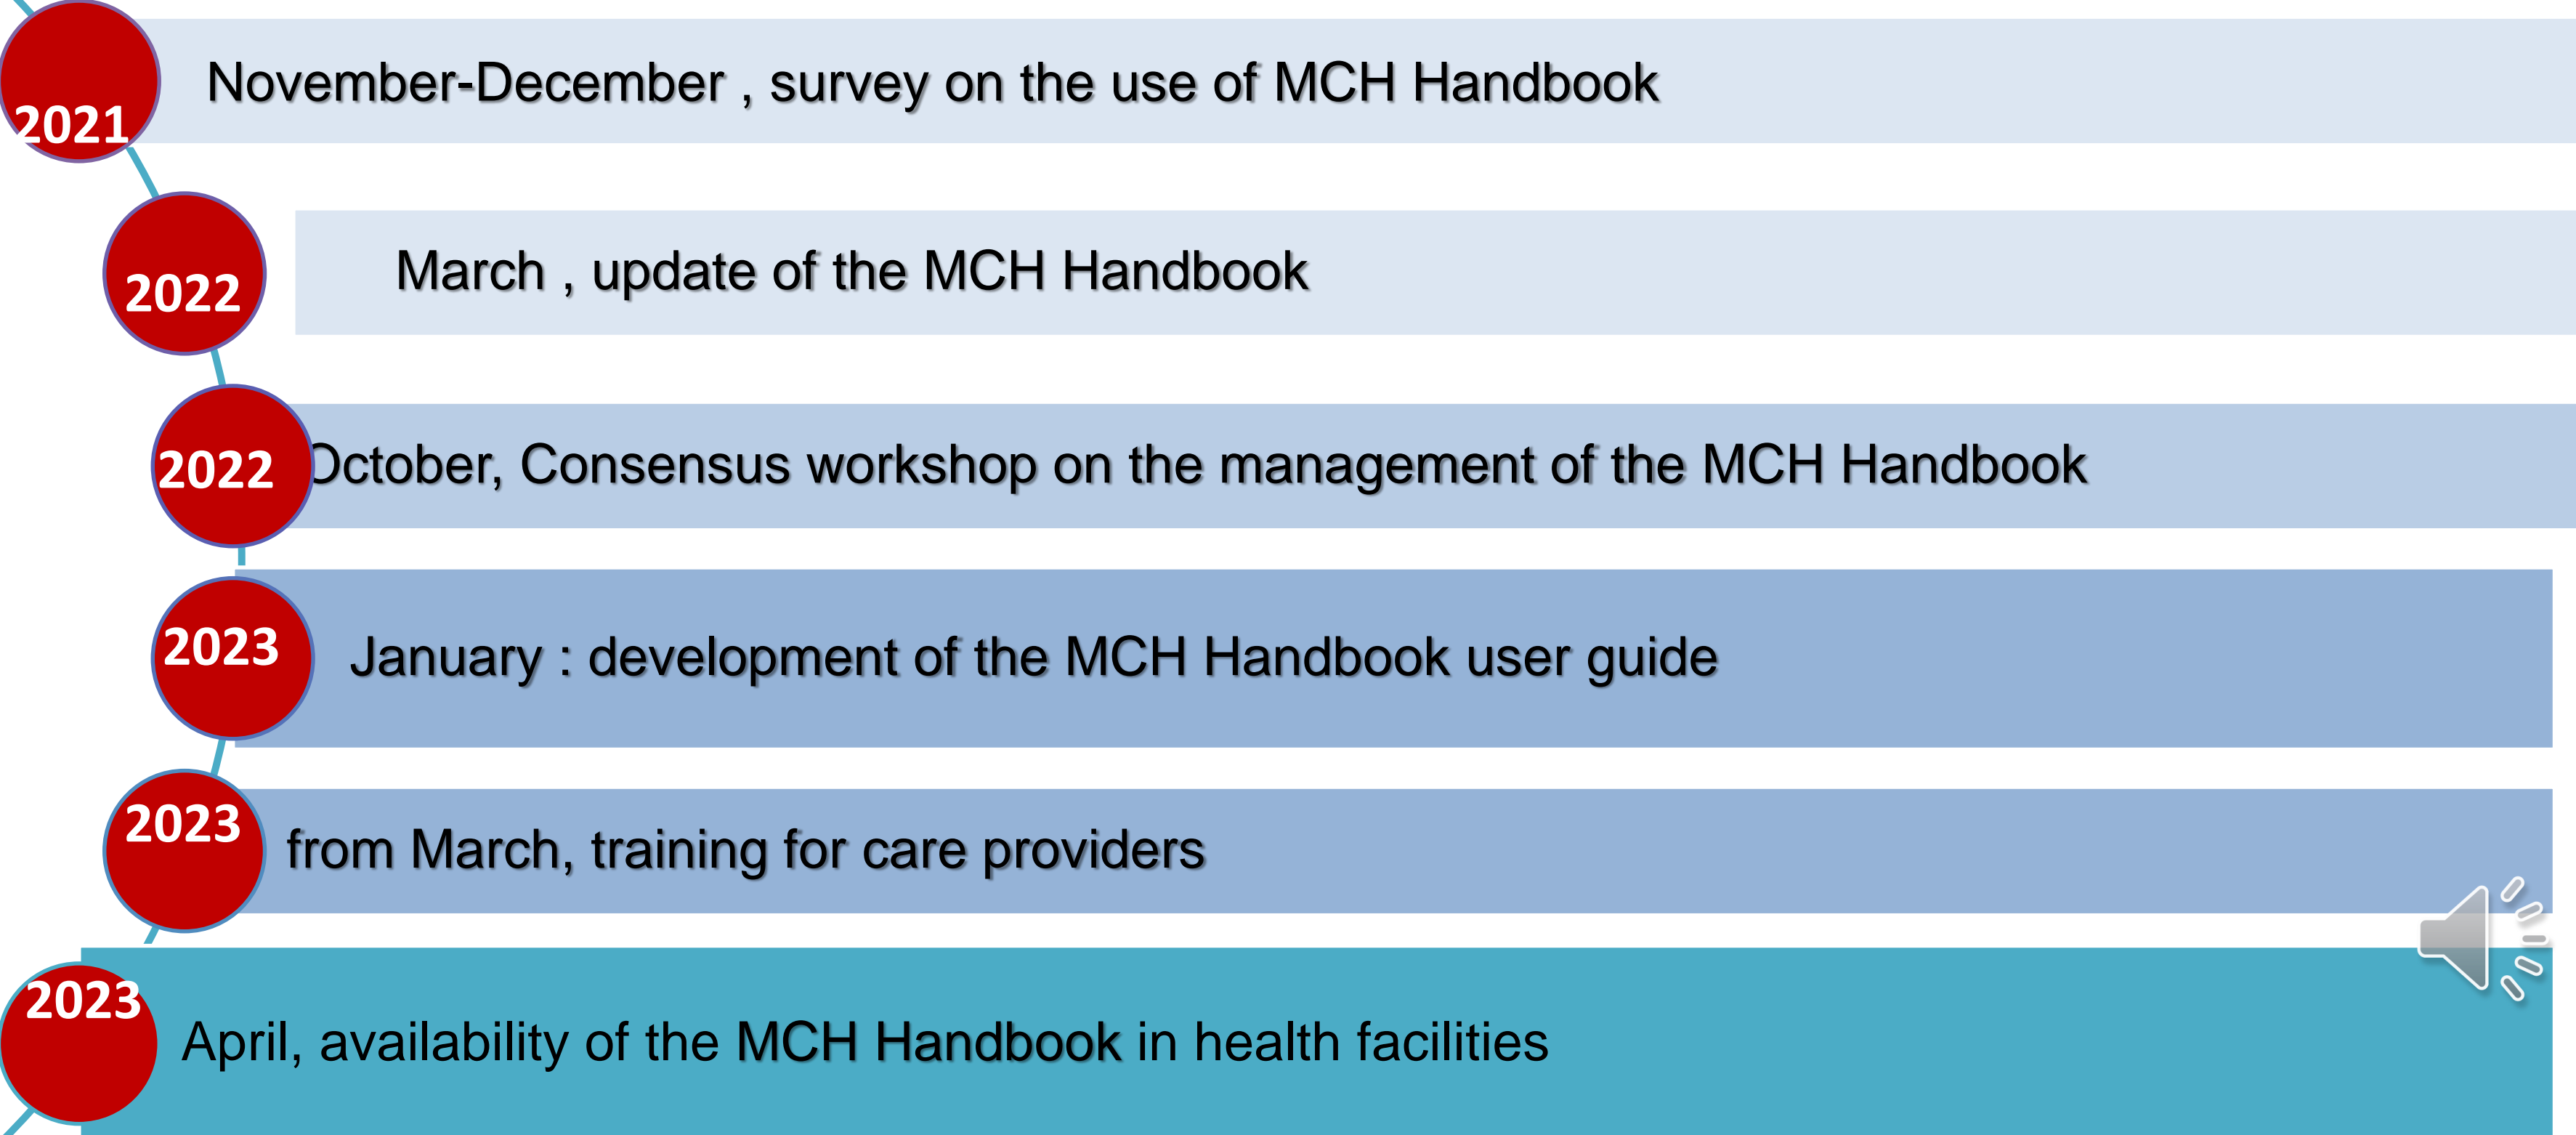 2021
November-December , survey on the use of MCH Handbook
2022
March , update of the MCH Handbook
2022
October, Consensus workshop on the management of the MCH Handbook
2023
January : development of the MCH Handbook user guide
2023
from March, training for care providers
2023
April, availability of the MCH Handbook in health facilities